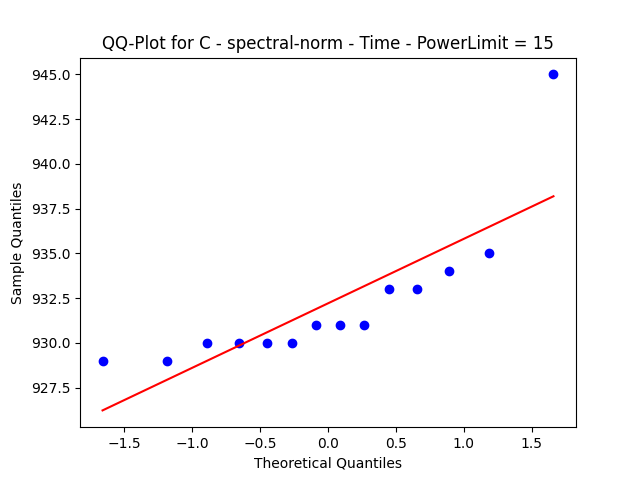 QQ-Plot for C - spectral-norm - Time - PowerLimit = 15
945.0
942.5
940.0
937.5
935.0
932.5
930.0
927.5
Sample Quantiles
−1.5 −1.0 −0.5 0.0 0.5 1.0 1.5
Theoretical Quantiles